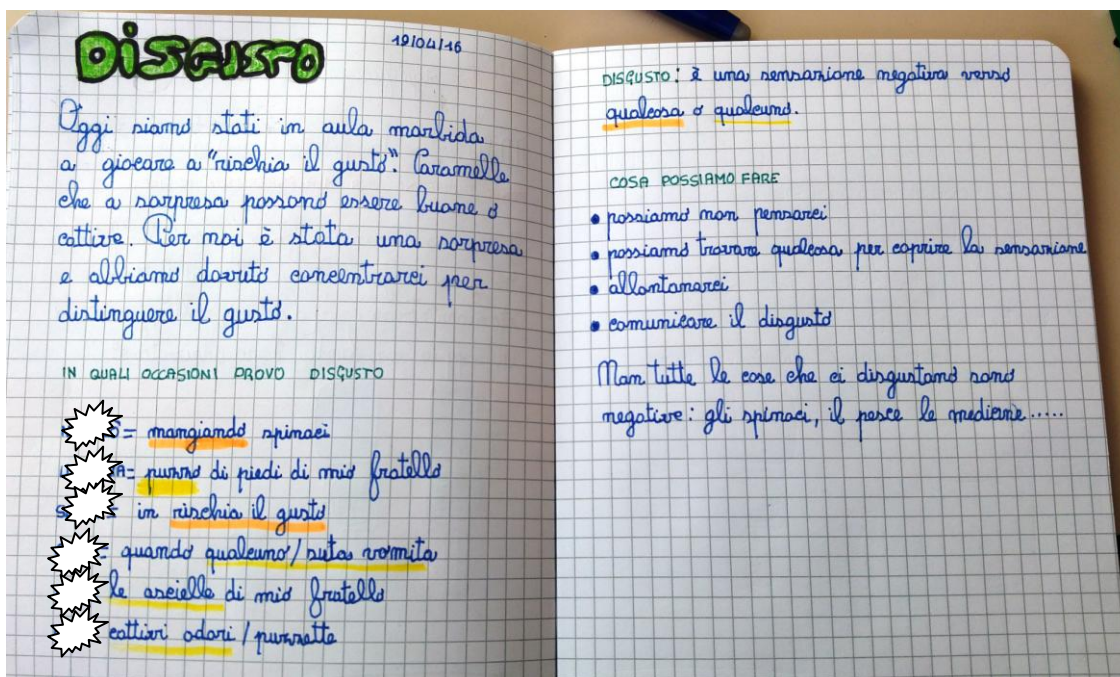 DISGUSTO
19/04/16
Oggi siamo stati in aula morbida
a giocare a "rischia il gusto". Caramelle
che a sorpresa possono essere buone o
cattive. Per noi è stata una sorpresa
e abbiamo dovuto concentrarci per
distinguere il gusto.
IN QUALI OCCASIONI PROVO DISGUSTO
= mangiando spinaci
A= puzza di piedi di mio fratello
= in rischia il gusto
= quando qualcuno/ sputa vomita
le ascelle di mio fratello
cattivi odori / puzzette
DISGUSTO: è una sensazione negativa verso
qualcosa o qualcuno.
COSA POSSIAMO FARE
• possiamo non pensarci
• possiamo trovare qualcosa per coprire la sensazione
• allontanarci
• comunicare il disgusto
Non tutte le cose che ci disgustano sono
negative: gli spinaci, il pesce le medicine.....